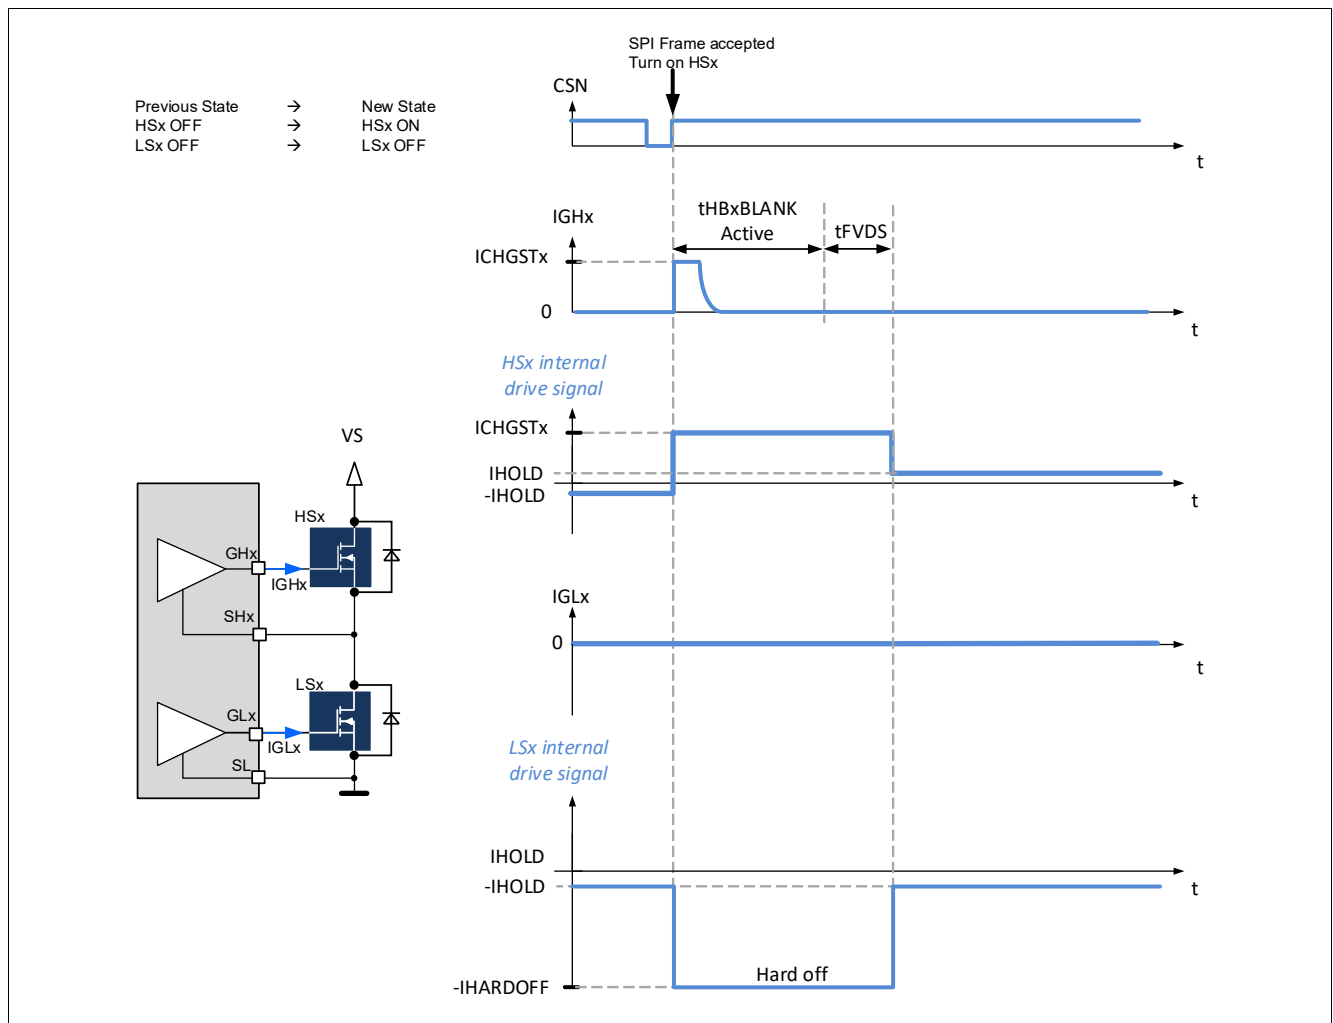 SPI Frame accepted
Turn on HSx
CSN
Previous State → New State
HSx OFF → HSx ON
LSx OFF → LSx OFF
t
tHBxBLANK
Active
tFVDS
IGHx
ICHGSTx
0
t
HSx internal
drive signal
ICHGSTx
IHOLD
-IHOLD
t
VS
HSx
GHx
IGHx
SHx
LSx
GLx
IGLx
SL
IGLx
0
t
LSx internal
drive signal
IHOLD
-IHOLD
t
Hard off
-IHARDOFF